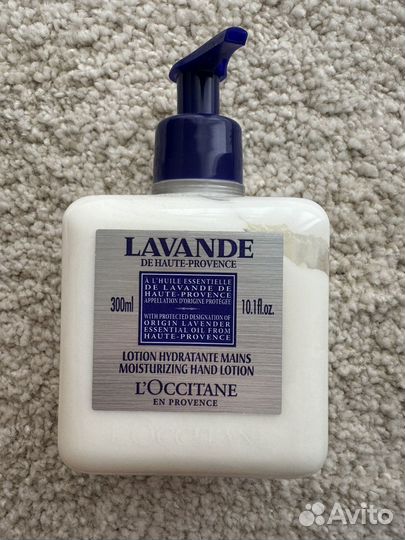 LAVANDE
DE HAUTE-PROVENCE
À L'HUILE ESSENTIELLE
DE LAVANDE DE
HAUTE-PROVENCE
APPELLATION D'ORIGINE PROTÉGÉE
300ml
10.1fl.oz.
WITH PROTECTED DESIGNATION OF
ORIGIN LAVENDER
ESSENTIAL OIL FROM
HAUTE-PROVENCE
LOTION HYDRATANTE MAINS
MOISTURIZING HAND LOTION
L'OCCITANE
EN PROVENCE
Avito